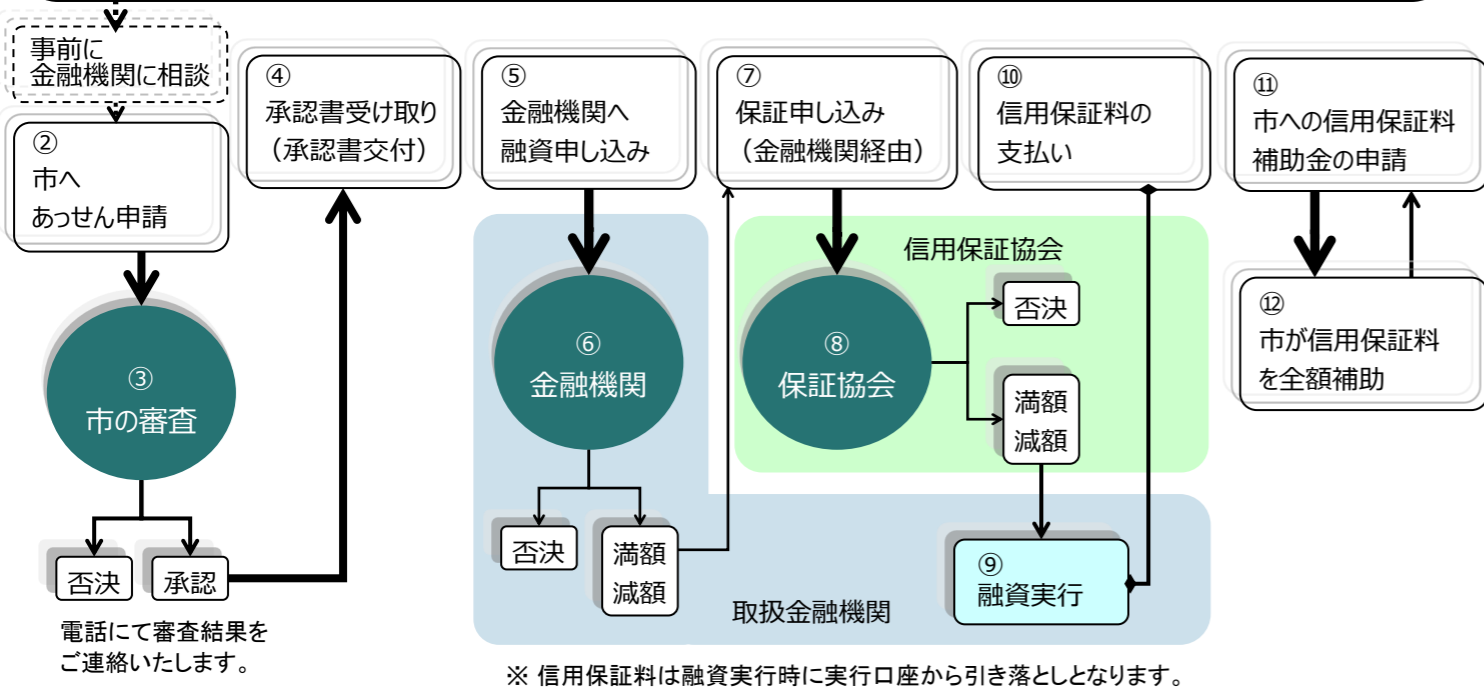 事前に
金融機関に相談
②
市へ
あっせん申請
③
市の審査
否決
承認
電話にて審査結果を
ご連絡いたします。
④
承認書受け取り
（承認書交付）
⑤
金融機関へ
融資申し込み
⑥
金融機関
否決
満額
減額
取扱金融機関
⑦
保証申し込み
（金融機関経由）
信用保証協会
⑧
保証協会
否決
満額
減額
⑨
融資実行
⑩
信用保証料の
支払い
⑪
市への信用保証料
補助金の申請
⑫
市が信用保証料
を全額補助
※ 信用保証料は融資実行時に実行口座から引き落としとなります。